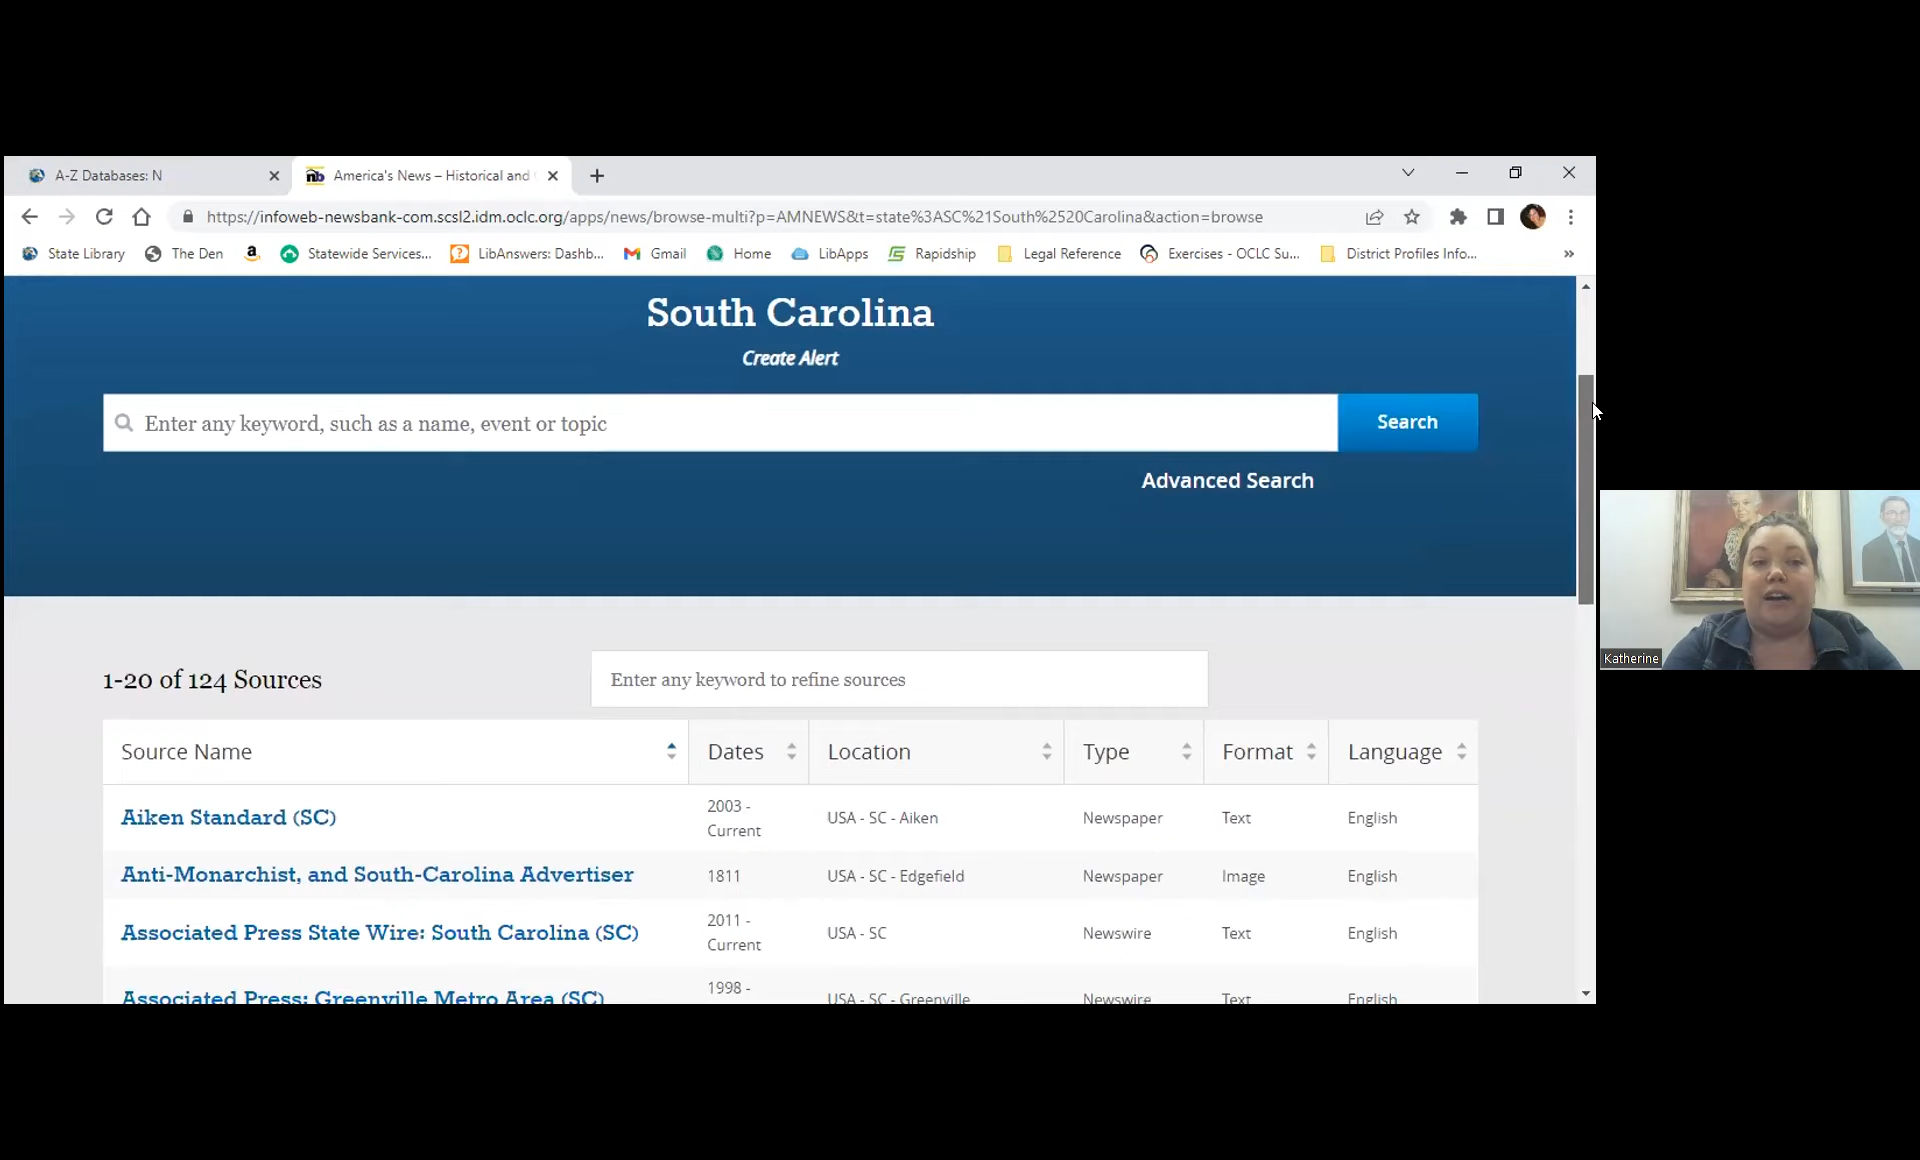 A-Z Databases: N
America's News – Historical and
https://infoweb-newsbank-com.scsl2.idm.oclc.org/apps/news/browse-multi?p=AMNEWS&t=state%3ASC%21South%2520Carolina&action=browse
State Library The Den Statewide Services... LibAnswers: Dashb... Gmail Home LibApps Rapidship Legal Reference Exercises - OCLC Su... District Profiles Info... »
South Carolina
Create Alert
Enter any keyword, such as a name, event or topic
Search
Advanced Search
1-20 of 124 Sources
Enter any keyword to refine sources
Source Name Dates Location Type Format Language
Aiken Standard (SC) 2003 - Current USA - SC - Aiken Newspaper Text English
Anti-Monarchist, and South-Carolina Advertiser 1811 USA - SC - Edgefield Newspaper Image English
Associated Press State Wire: South Carolina (SC) 2011 - Current USA - SC Newswire Text English
Associated Press: Greenville Metro Area (SC) 1998 - USA - SC - Greenville Newswire Text English
Katherine